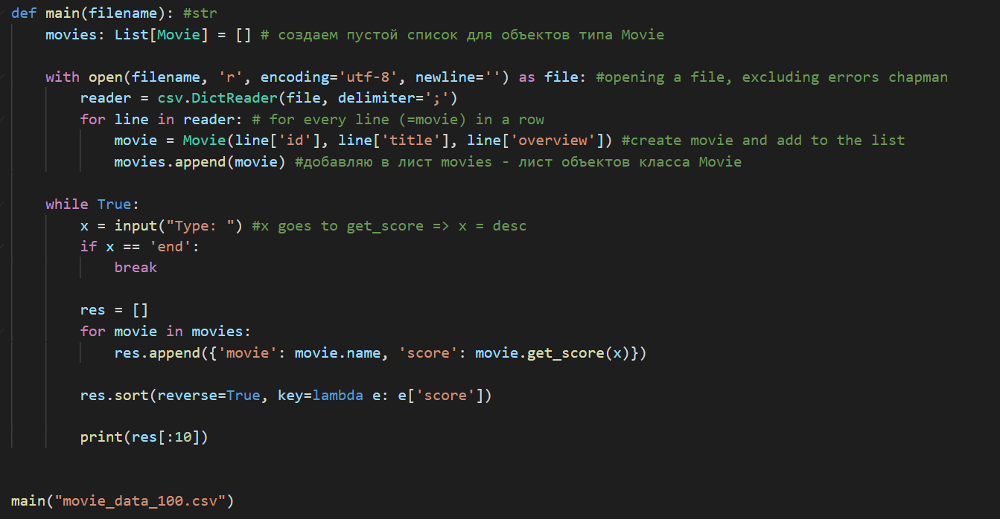 def main(filename): #str
    movies: List[Movie] = [] # создаем пустой список для объектов типа Movie
    with open(filename, 'r', encoding='utf-8', newline='') as file: #opening a file, excluding errors chapman
        reader = csv.DictReader(file, delimiter=';')
        for line in reader: # for every line (=movie) in a row
            movie = Movie(line['id'], line['title'], line['overview']) #create movie and add to the list
            movies.append(movie) #добавляю в лист movies - лист объектов класса Movie
    while True:
        x = input("Type: ") #x goes to get_score => x = desc
        if x == 'end':
            break
        res = []
        for movie in movies:
            res.append({'movie': movie.name, 'score': movie.get_score(x)})
        res.sort(reverse=True, key=lambda e: e['score'])
        print(res[:10])
main("movie_data_100.csv")